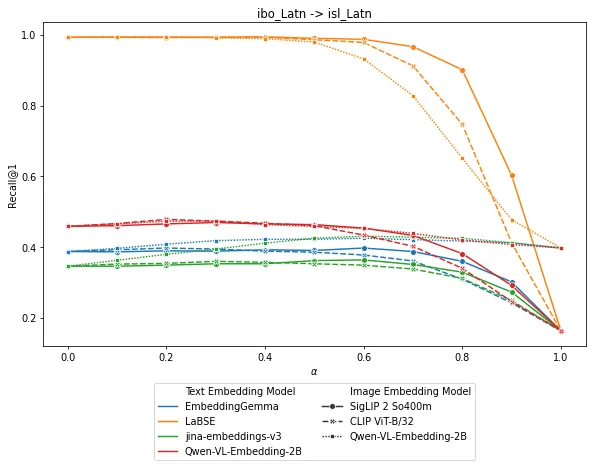 ibo_Latn -> isl_Latn
Recall@1
1.0
0.8
0.6
0.4
0.2
0.0 0.2 0.4 0.6 0.8 1.0
α
Text Embedding Model Image Embedding Model
EmbeddingGemma SigLIP 2 So400m
LaBSE CLIP ViT-B/32
jina-embeddings-v3 Qwen-VL-Embedding-2B
Qwen-VL-Embedding-2B